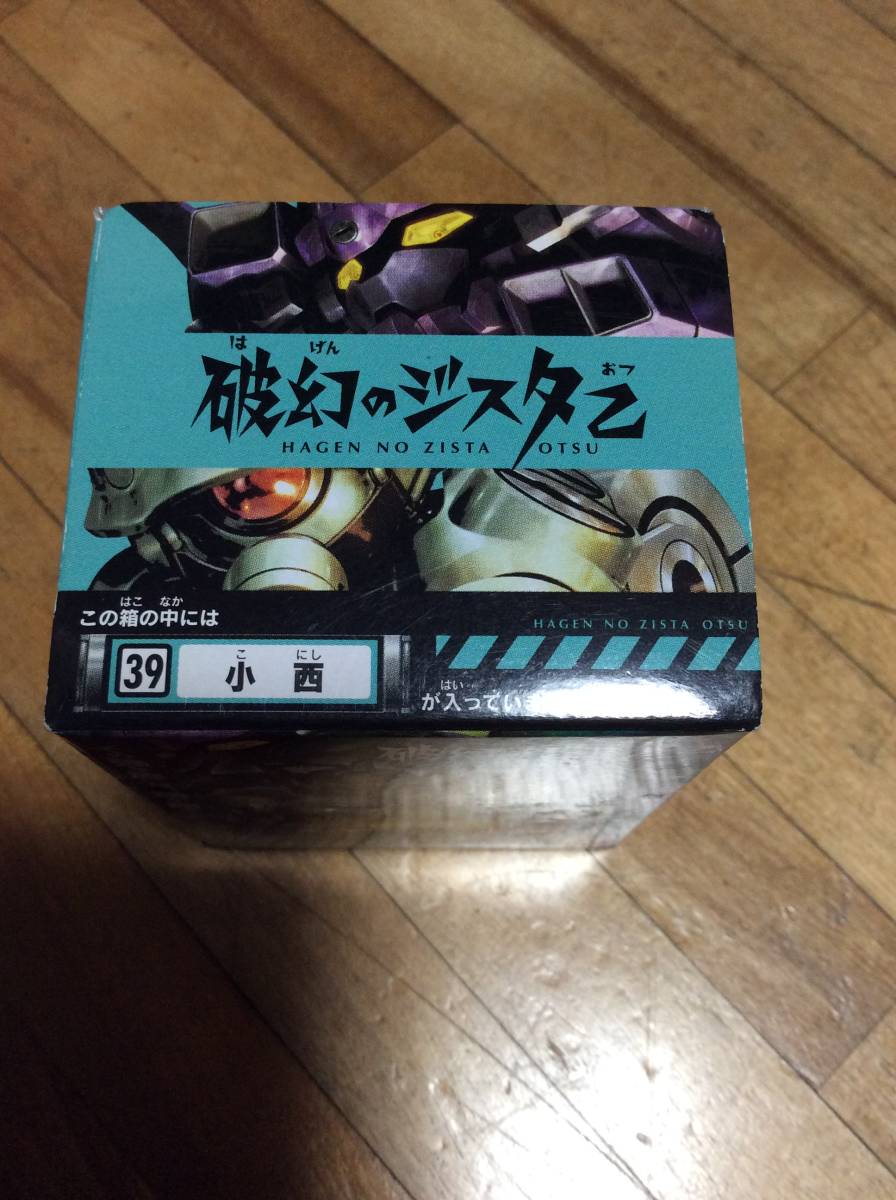 は げん おつ
破幻のジスタ乙
HAGEN NO ZISTA OTSU
はこ なか
この箱の中には
HAGEN NO ZISTA OTSU
こ にし
39 小西
はい
が入ってい